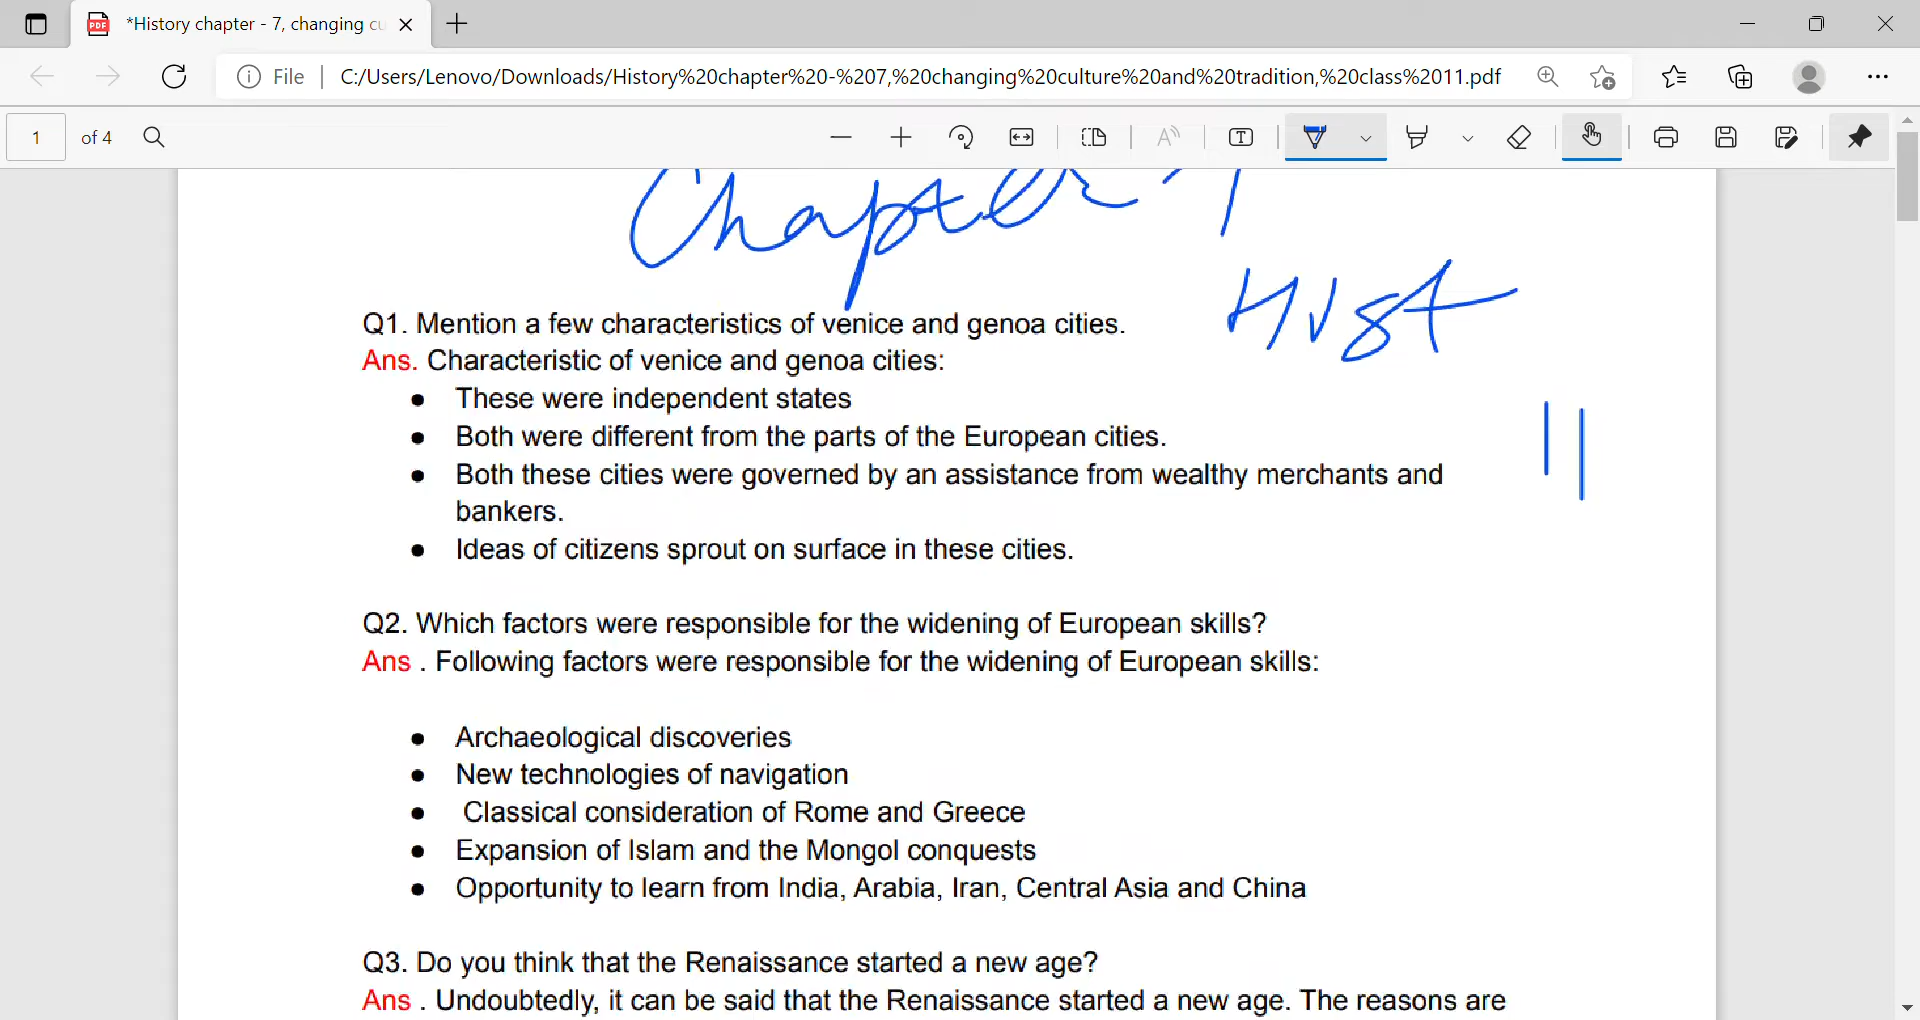 *History chapter - 7, changing cu
File
C:/Users/Lenovo/Downloads/History%20chapter%20-%207,%20changing%20culture%20and%20tradition,%20class%2011.pdf
1 of 4
Chapter - 7
Hist
11
Q1. Mention a few characteristics of venice and genoa cities.
Ans. Characteristic of venice and genoa cities:
● These were independent states
● Both were different from the parts of the European cities.
● Both these cities were governed by an assistance from wealthy merchants and
bankers.
● Ideas of citizens sprout on surface in these cities.
Q2. Which factors were responsible for the widening of European skills?
Ans . Following factors were responsible for the widening of European skills:
● Archaeological discoveries
● New technologies of navigation
● Classical consideration of Rome and Greece
● Expansion of Islam and the Mongol conquests
● Opportunity to learn from India, Arabia, Iran, Central Asia and China
Q3. Do you think that the Renaissance started a new age?
Ans . Undoubtedly, it can be said that the Renaissance started a new age. The reasons are